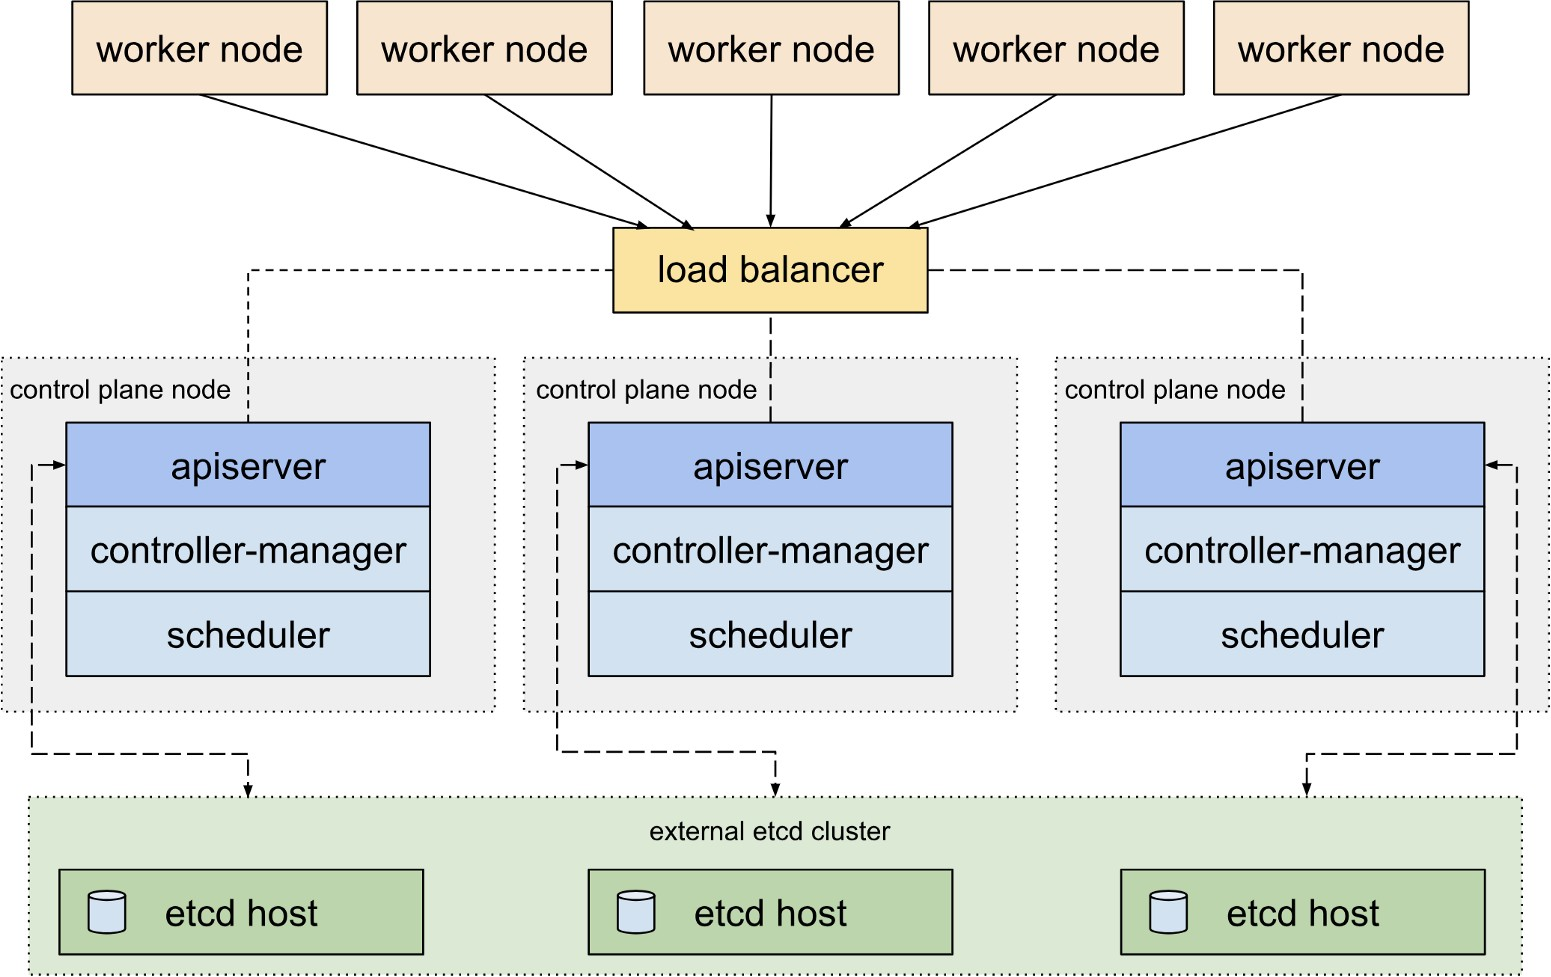 worker node
worker node
worker node
worker node
worker node
load balancer
control plane node
apiserver
controller-manager
scheduler
control plane node
apiserver
controller-manager
scheduler
control plane node
apiserver
controller-manager
scheduler
external etcd cluster
etcd host
etcd host
etcd host